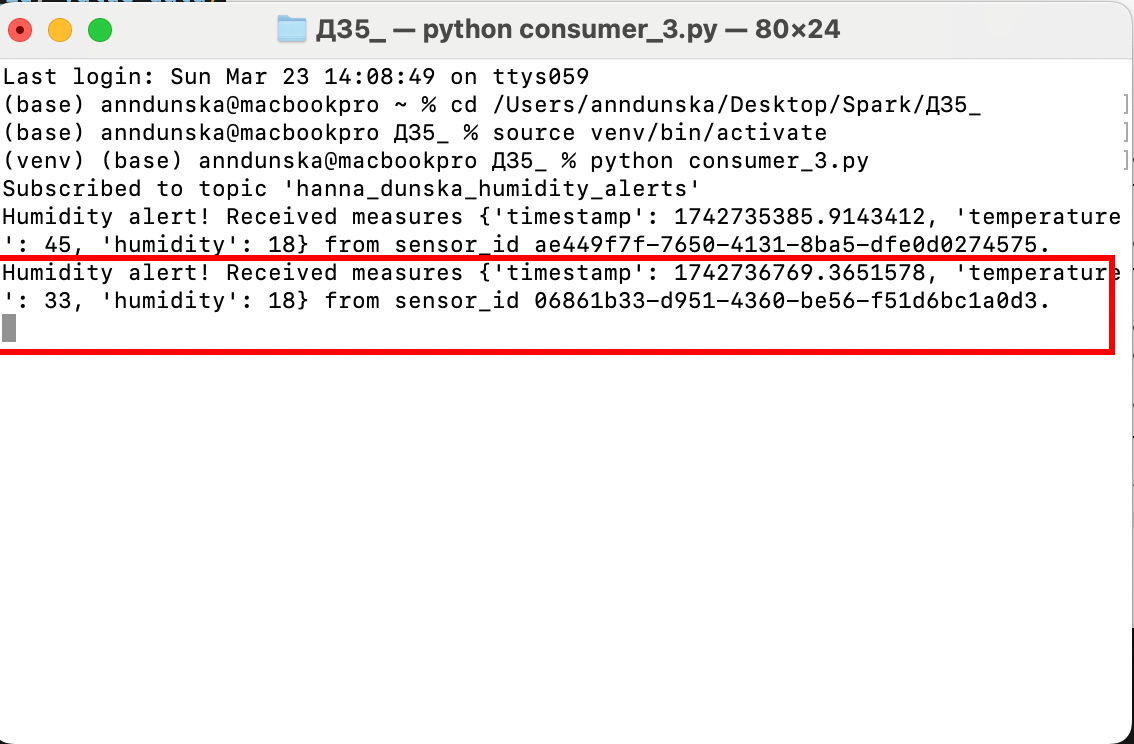 ДЗ5_ — python consumer_3.py — 80×24
Last login: Sun Mar 23 14:08:49 on ttys059
(base) anndunska@macbookpro ~ % cd /Users/anndunska/Desktop/Spark/ДЗ5_
(base) anndunska@macbookpro ДЗ5_ % source venv/bin/activate
(venv) (base) anndunska@macbookpro ДЗ5_ % python consumer_3.py
Subscribed to topic 'hanna_dunska_humidity_alerts'
Humidity alert! Received measures {'timestamp': 1742735385.9143412, 'temperature
': 45, 'humidity': 18} from sensor_id ae449f7f-7650-4131-8ba5-dfe0d0274575.
Humidity alert! Received measures {'timestamp': 1742736769.3651578, 'temperature
': 33, 'humidity': 18} from sensor_id 06861b33-d951-4360-be56-f51d6bc1a0d3.